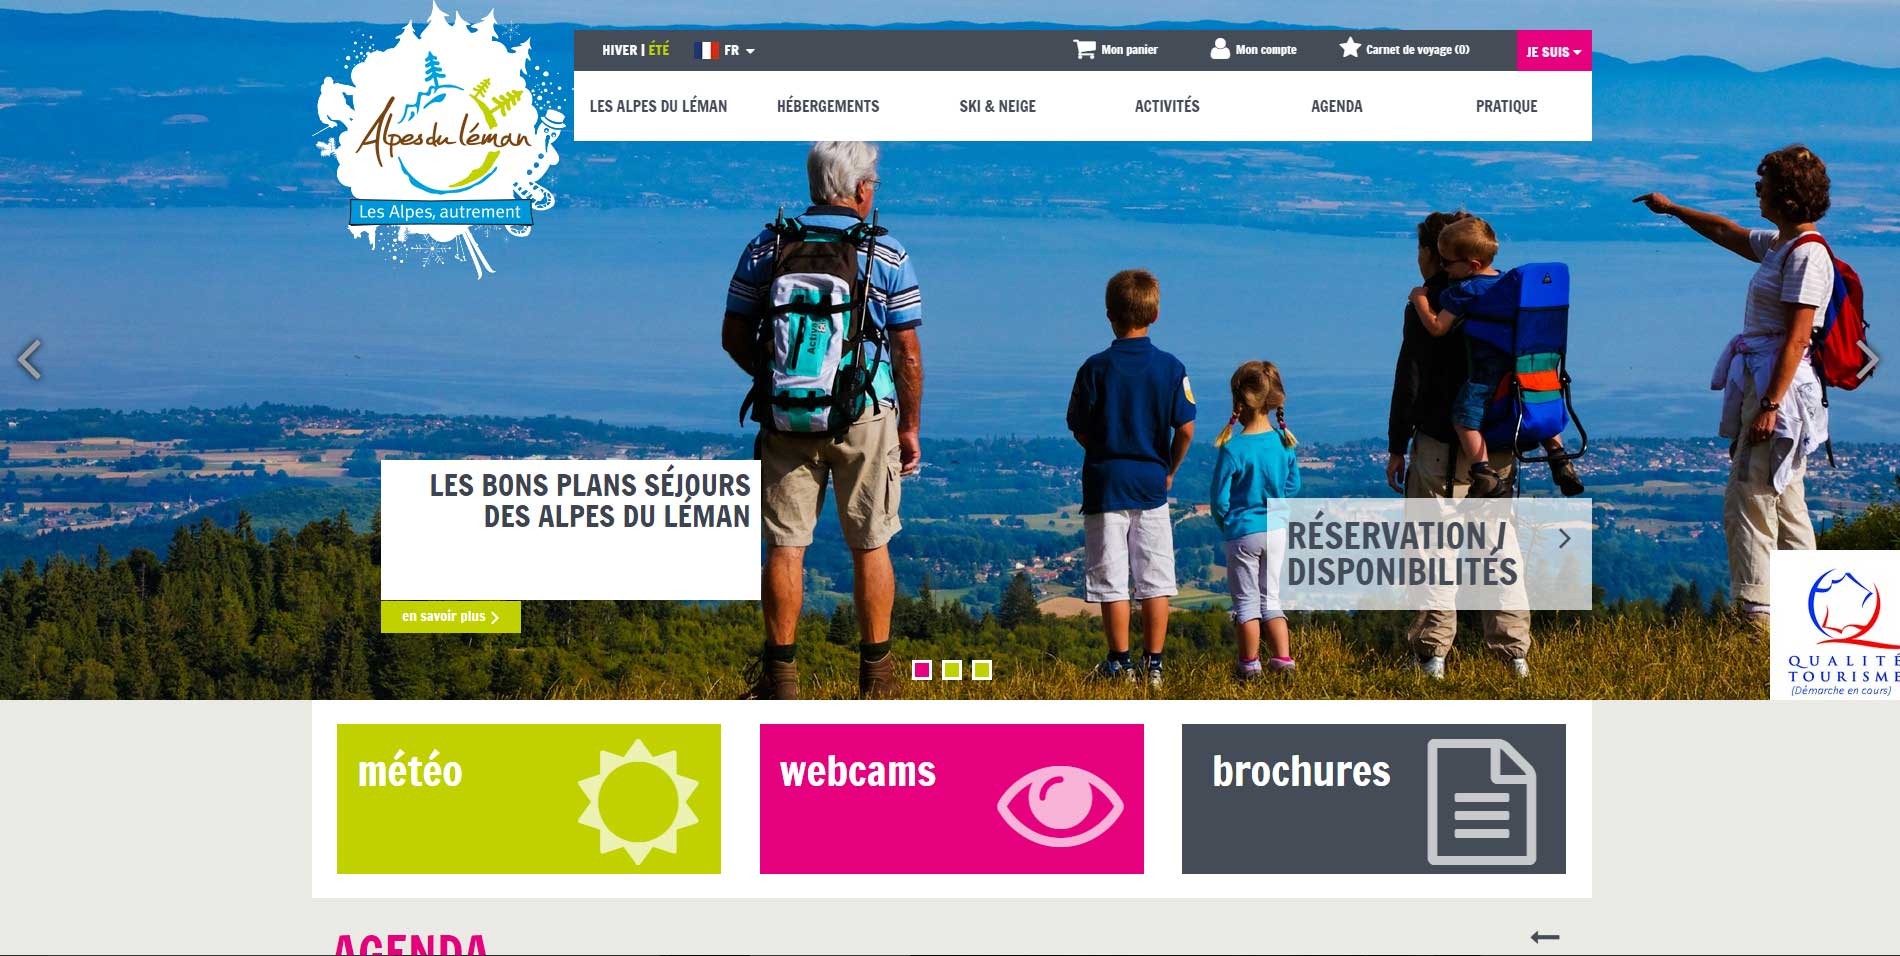 HIVER | ÉTÉ FR Mon panier Mon compte Carnet de voyage (0) JE SUIS
LES ALPES DU LÉMAN HÉBERGEMENTS SKI & NEIGE ACTIVITÉS AGENDA PRATIQUE
Alpes du léman
Les Alpes, autrement
Activ
LES BONS PLANS SÉJOURS
DES ALPES DU LÉMAN
en savoir plus
RÉSERVATION /
DISPONIBILITÉS
QUALITÉ
TOURISME
(Démarche en cours)
météo
webcams
brochures
AGENDA